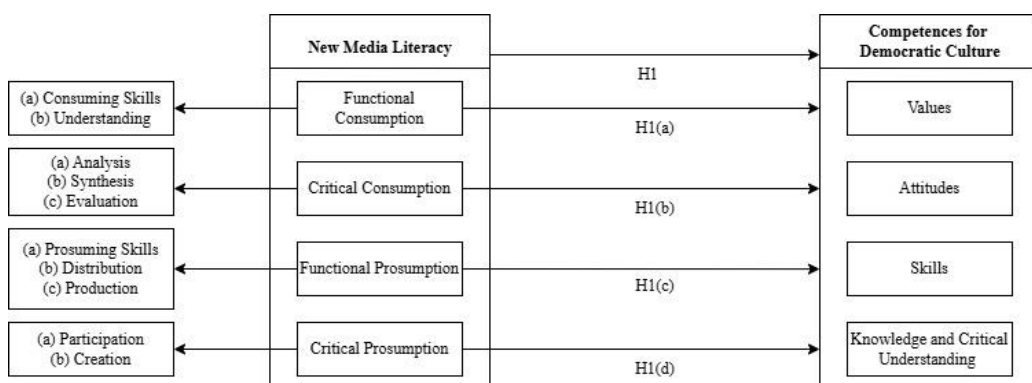 New Media Literacy
H1
Competences for
Democratic Culture
(a) Consuming Skills
(b) Understanding
Functional
Consumption
H1(a)
Values
(a) Analysis
(b) Synthesis
(c) Evaluation
Critical Consumption
H1(b)
Attitudes
(a) Prosuming Skills
(b) Distribution
(c) Production
Functional Prosumption
H1(c)
Skills
(a) Participation
(b) Creation
Critical Prosumption
H1(d)
Knowledge and Critical
Understanding